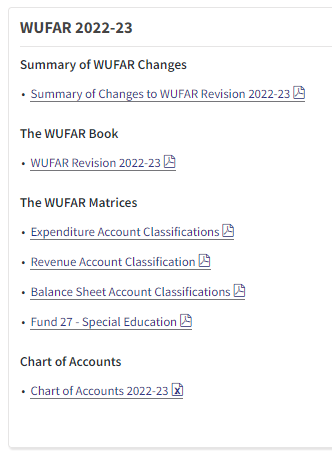 WUFAR 2022-23
Summary of WUFAR Changes
• Summary of Changes to WUFAR Revision 2022-23
The WUFAR Book
• WUFAR Revision 2022-23
The WUFAR Matrices
• Expenditure Account Classifications
• Revenue Account Classification
• Balance Sheet Account Classifications
• Fund 27 - Special Education
Chart of Accounts
• Chart of Accounts 2022-23